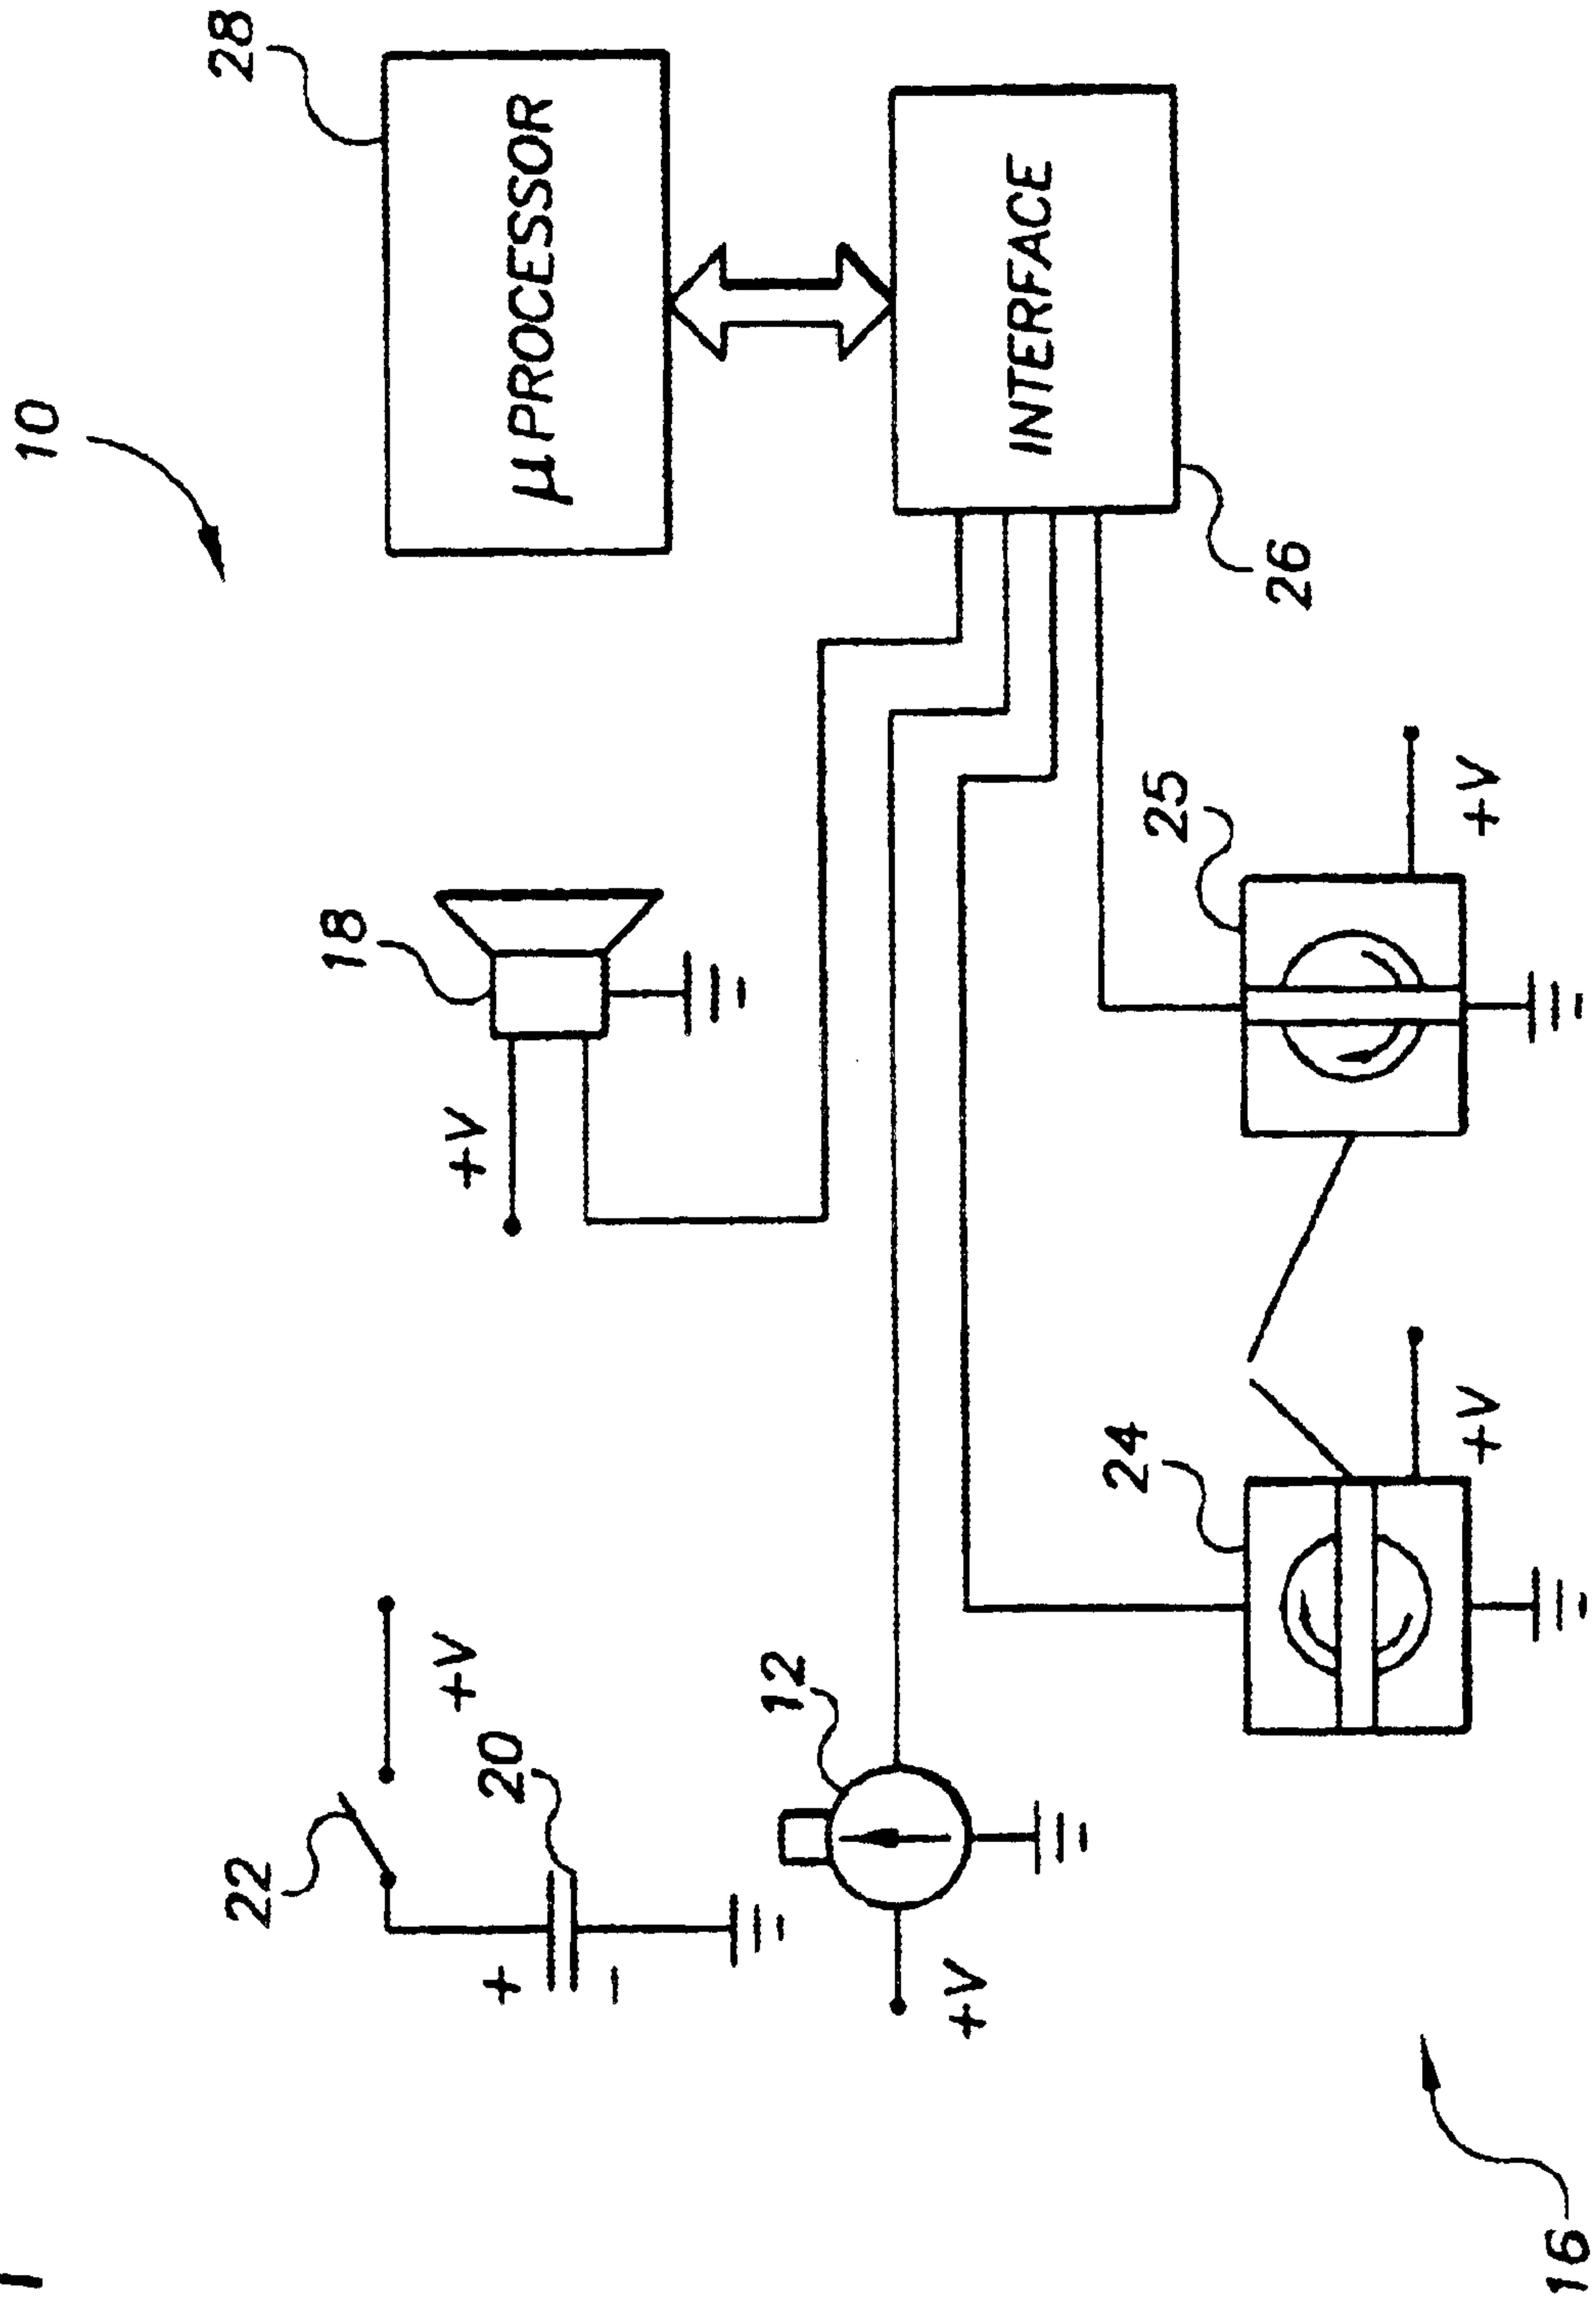 1
10
28
22
18
+V
+V
20
+
µPROCESSOR
-
12
+V
INTERFACE
24
25
26
+V
+V
16